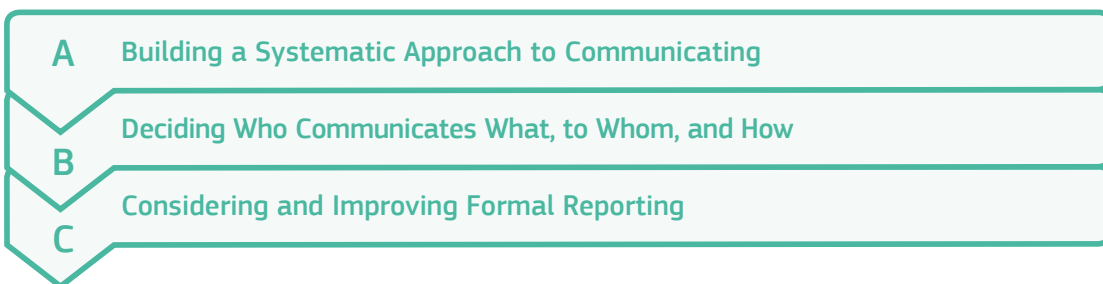 A Building a Systematic Approach to Communicating
B Deciding Who Communicates What, to Whom, and How
C Considering and Improving Formal Reporting